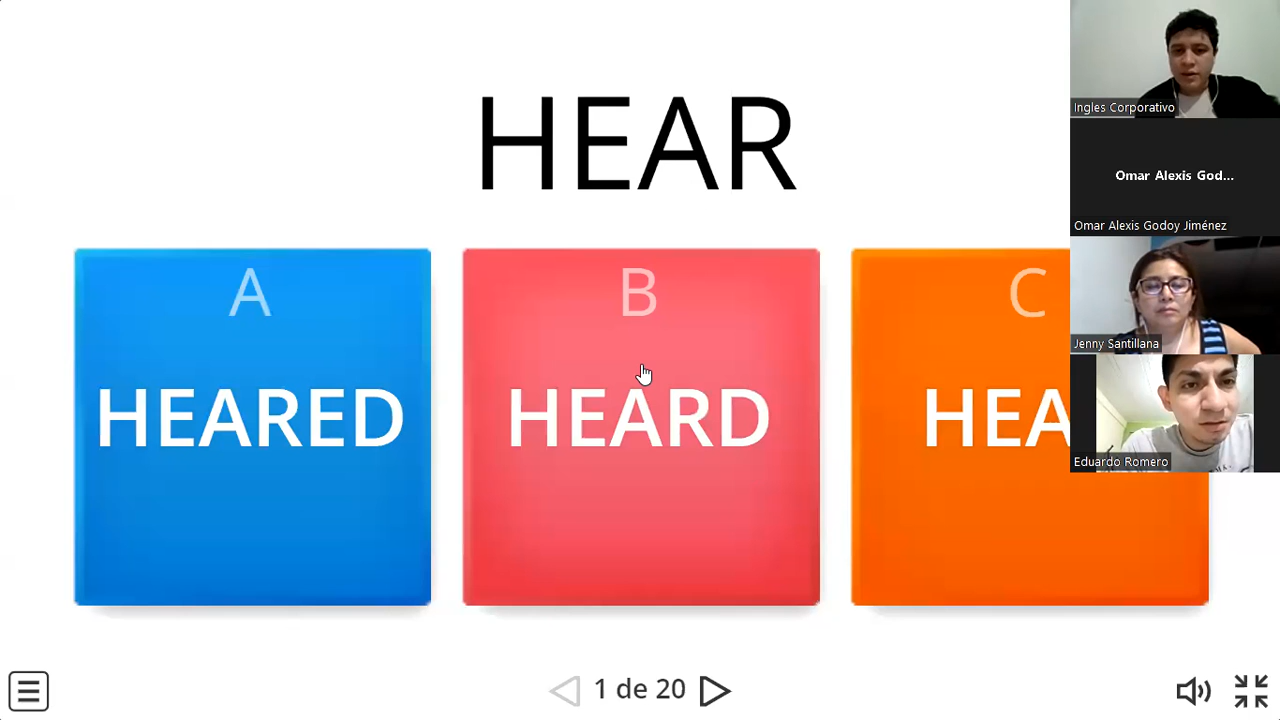 HEAR
A
B
C
HEARED
HEARD
HEA
1 de 20
Ingles Corporativo
Omar Alexis God...
Omar Alexis Godoy Jiménez
Jenny Santillana
Eduardo Romero